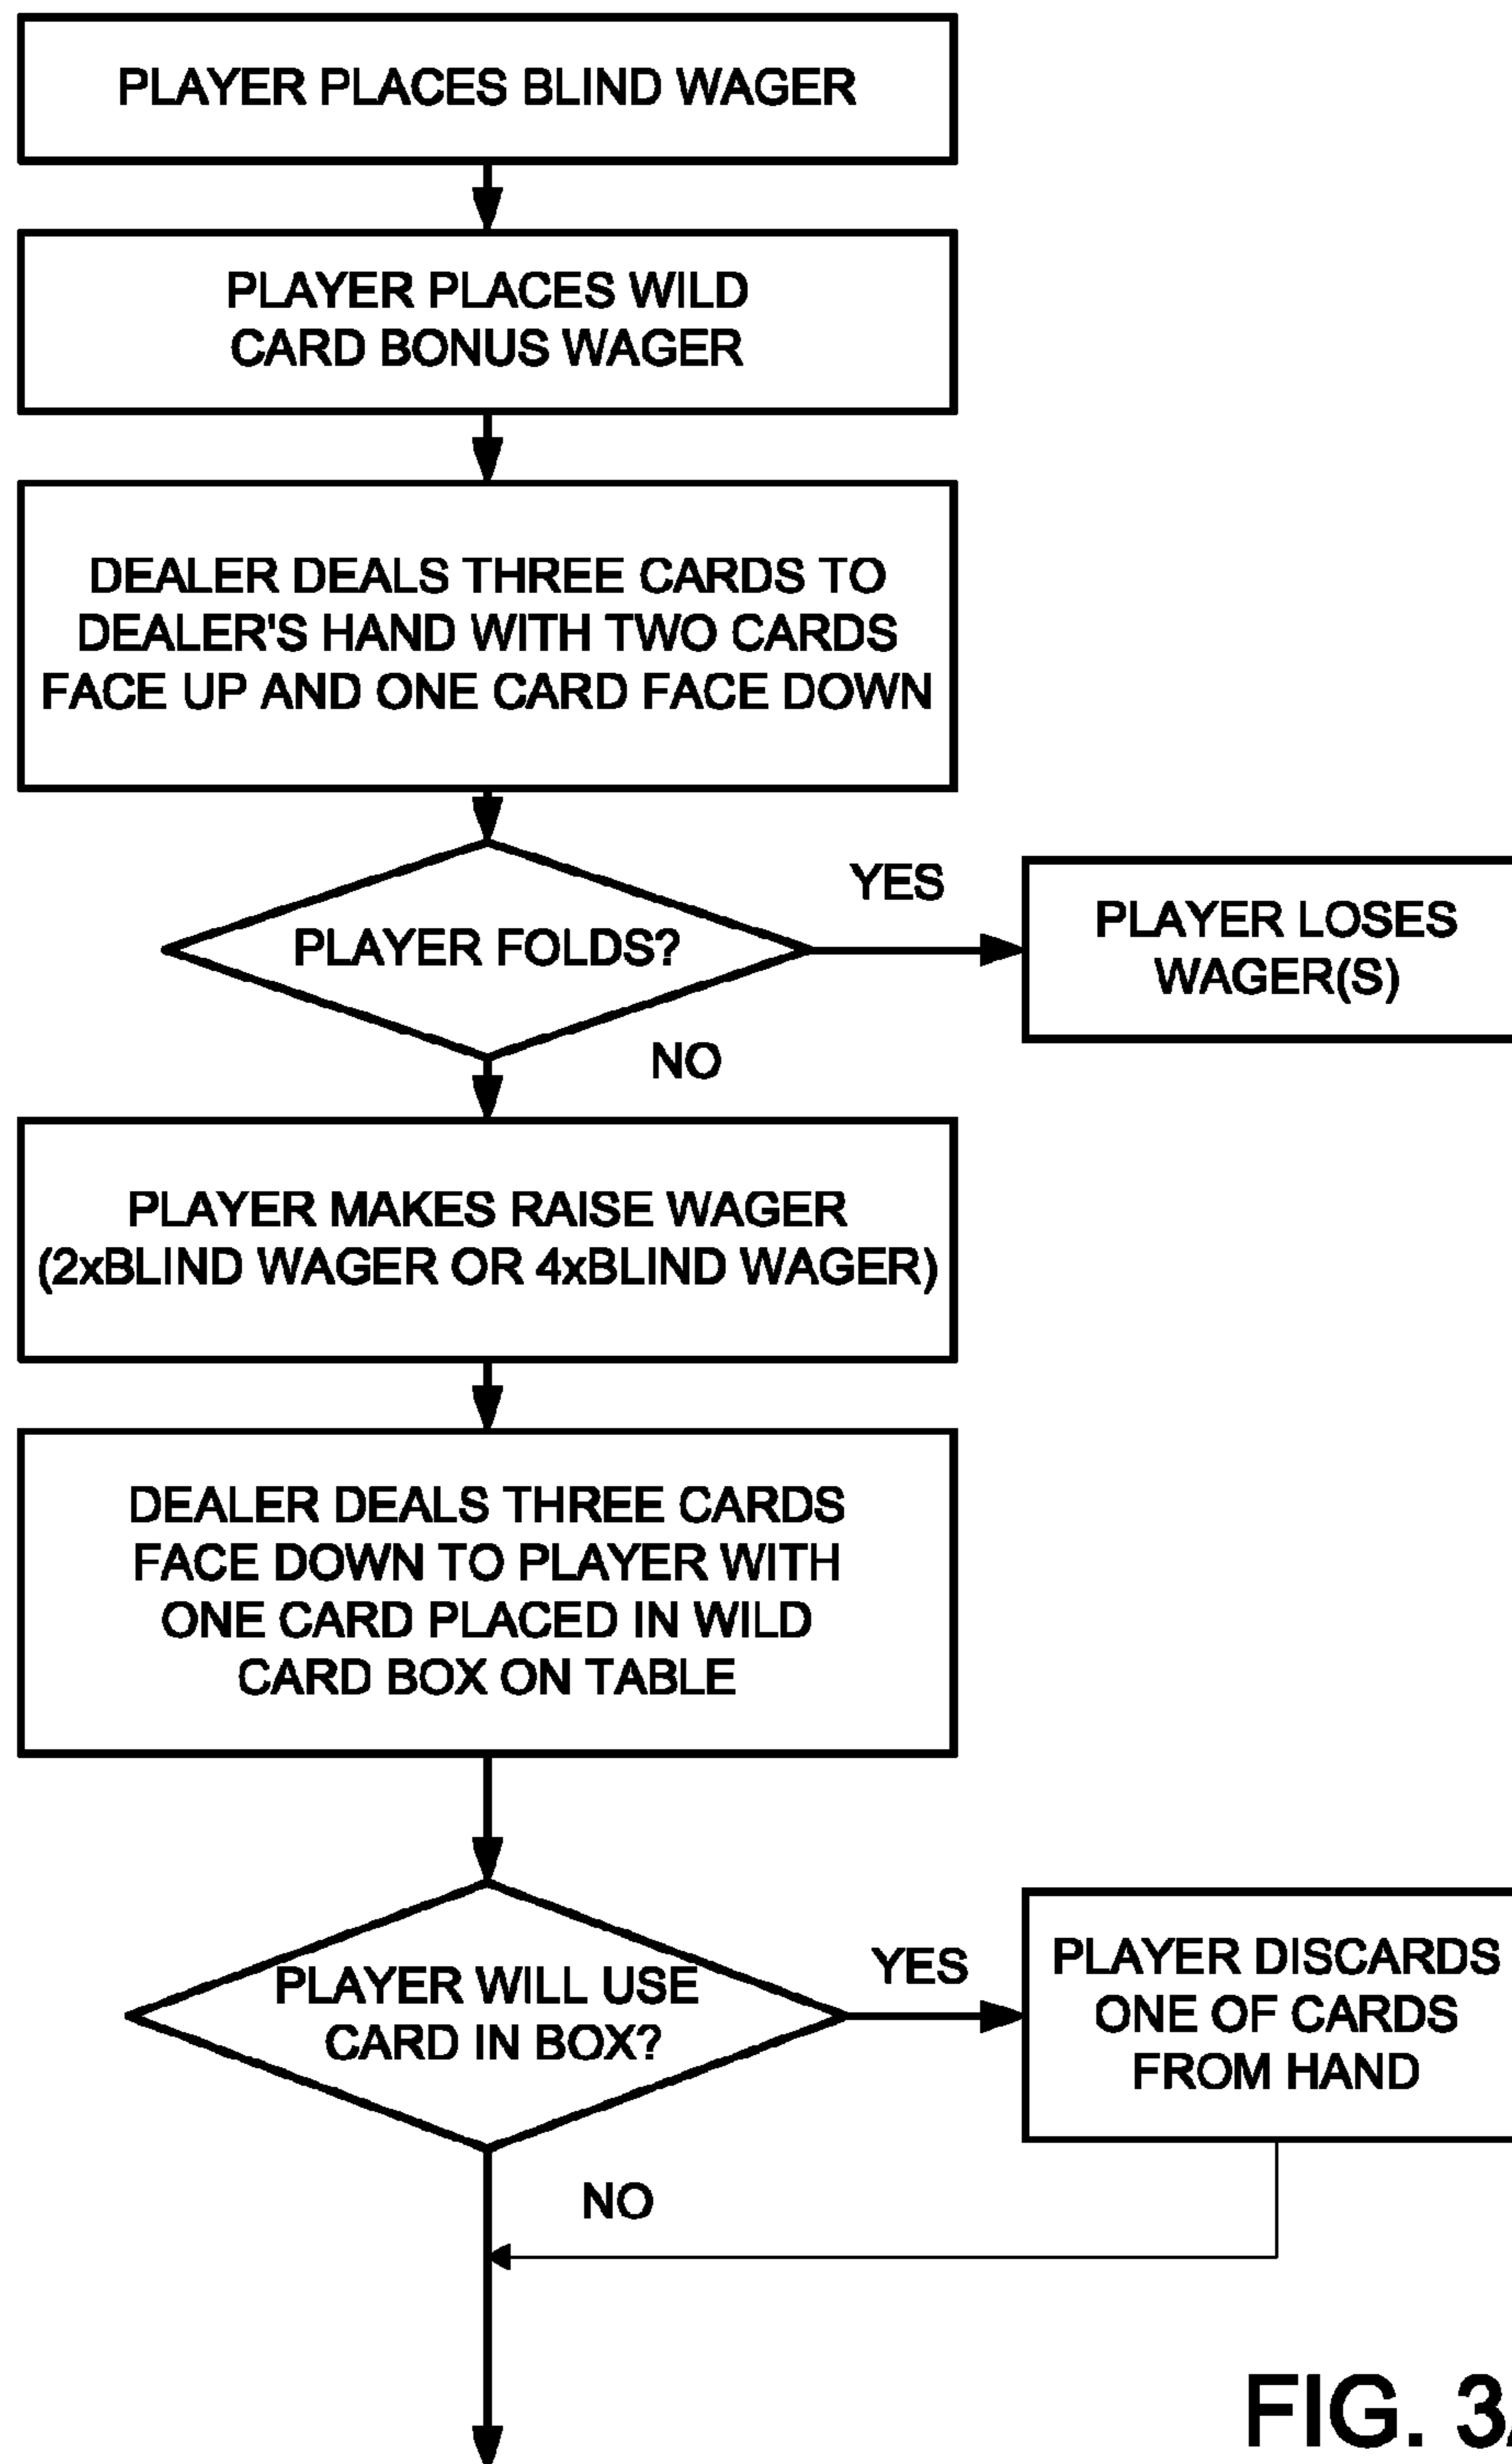 PLAYER PLACES BLIND WAGER
PLAYER PLACES WILD
CARD BONUS WAGER
DEALER DEALS THREE CARDS TO
DEALER'S HAND WITH TWO CARDS
FACE UP AND ONE CARD FACE DOWN
PLAYER FOLDS?
YES
PLAYER LOSES
WAGER(S)
NO
PLAYER MAKES RAISE WAGER
(2xBLIND WAGER OR 4xBLIND WAGER)
DEALER DEALS THREE CARDS
FACE DOWN TO PLAYER WITH
ONE CARD PLACED IN WILD
CARD BOX ON TABLE
PLAYER WILL USE
CARD IN BOX?
YES
PLAYER DISCARDS
ONE OF CARDS
FROM HAND
NO
FIG.